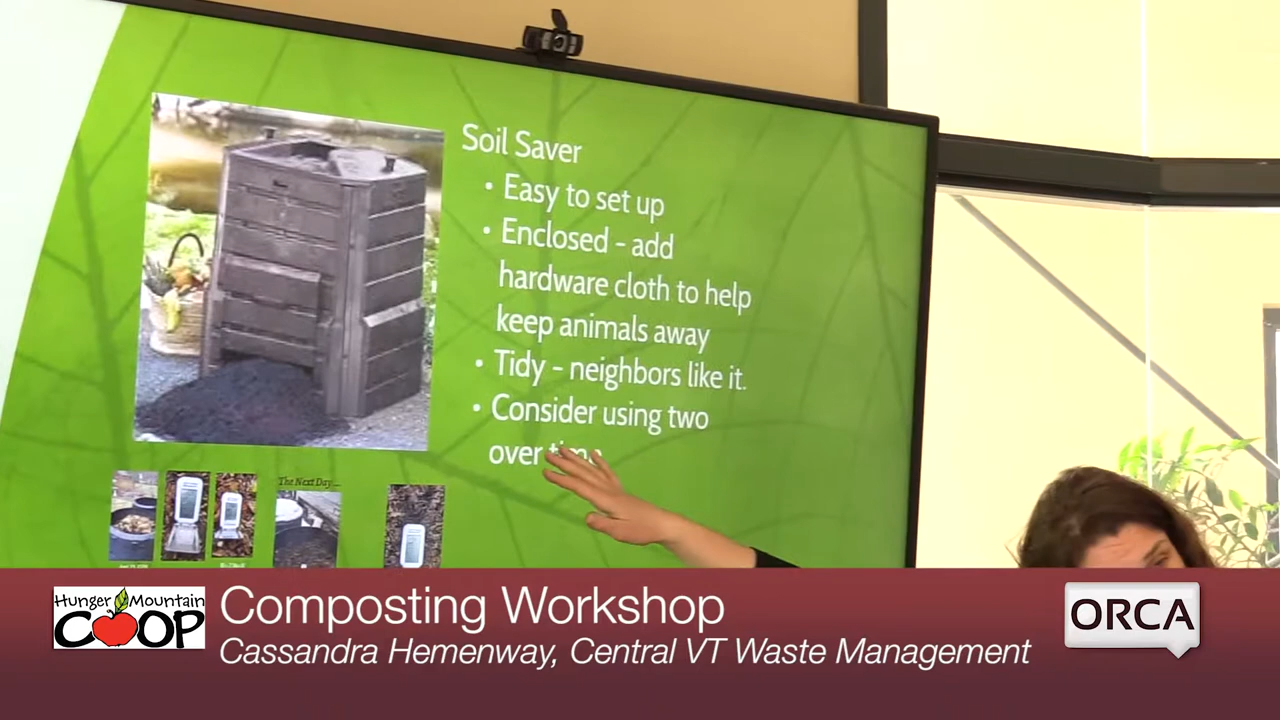 Soil Saver
• Easy to set up
• Enclosed - add
hardware cloth to help
keep animals away
• Tidy - neighbors like it.
• Consider using two
over time
The Next Day...
Hunger Mountain
COOP
Composting Workshop
Cassandra Hemenway, Central VT Waste Management
ORCA